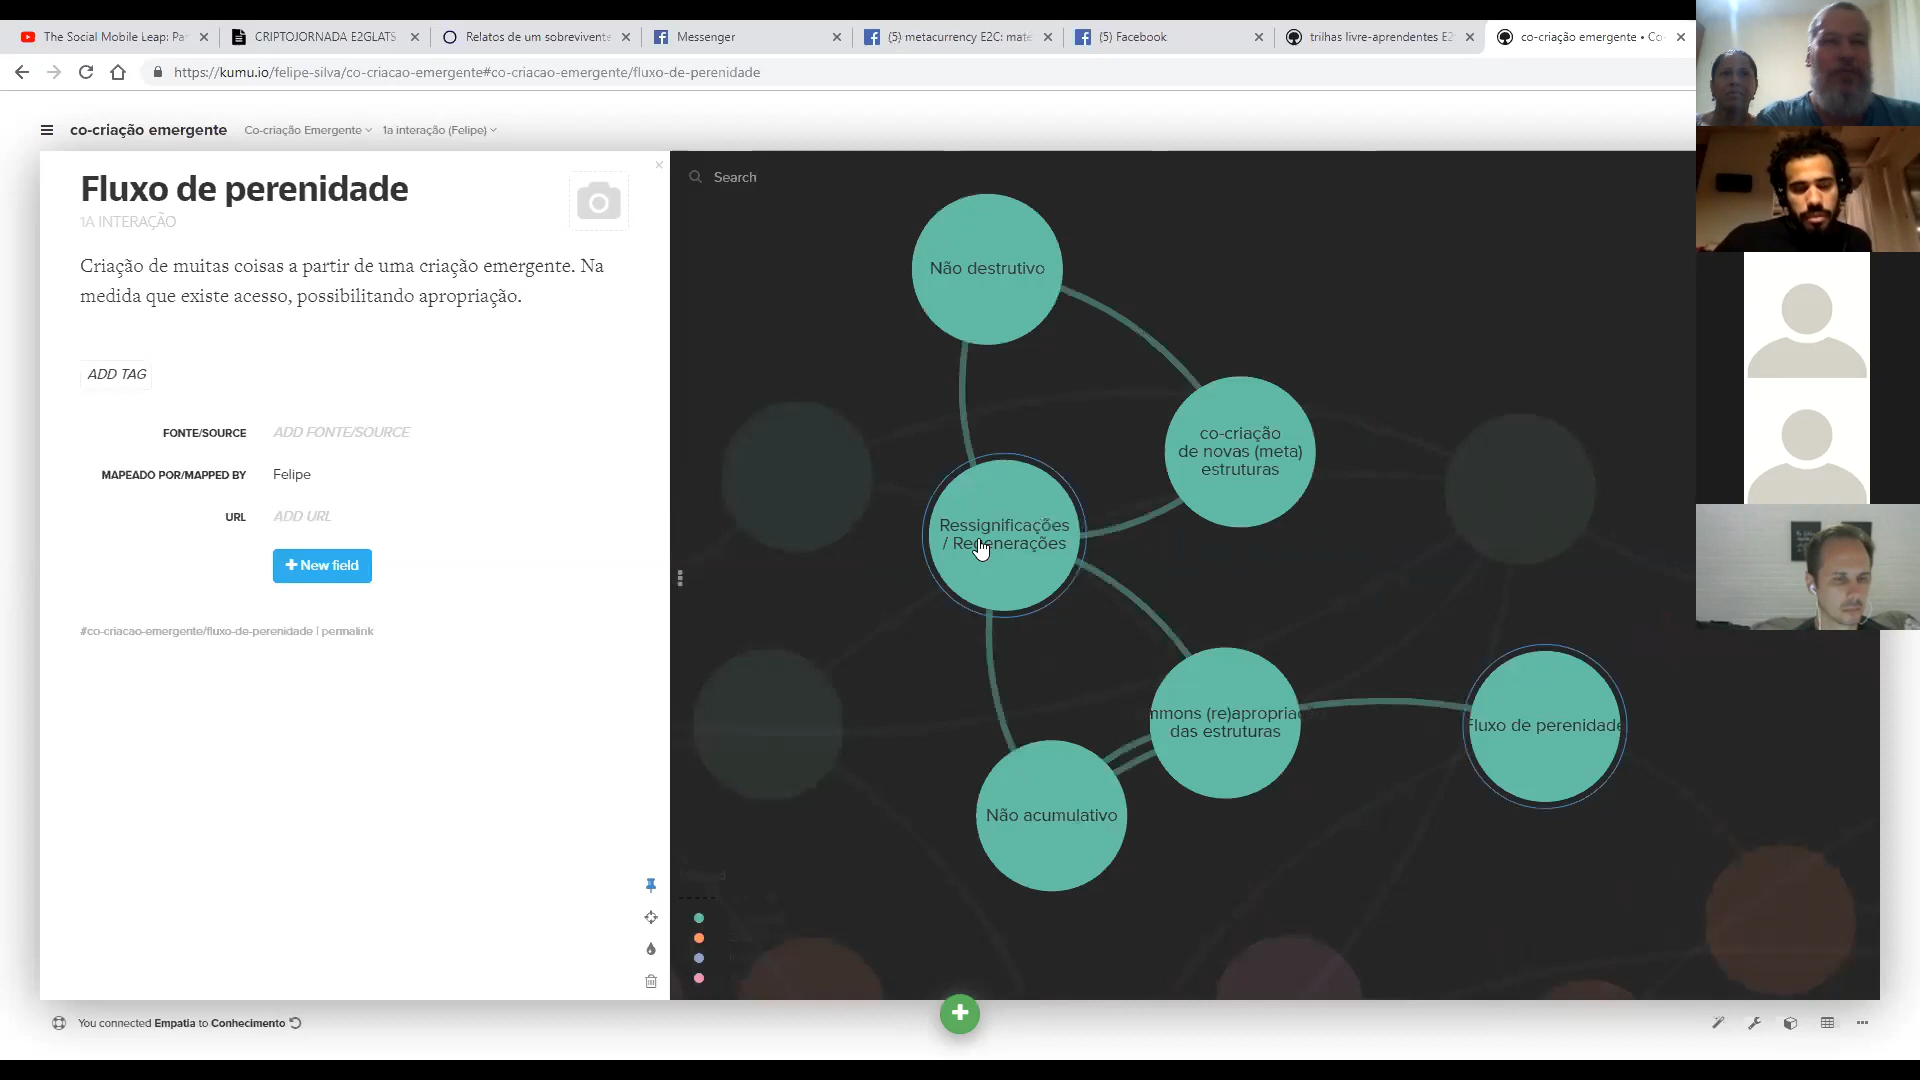 The Social Mobile Leap: Pa
CRIPTOJORNADA E2GLATS
Relatos de um sobrevivente
Messenger
(5) metacurrency E2C: mate
(5) Facebook
trilhas livre-aprendentes E2
co-criação emergente • Co
https://kumu.io/felipe-silva/co-criacao-emergente#co-criacao-emergente/fluxo-de-perenidade
co-criação emergente
Co-criação Emergente
1a interação (Felipe)
Fluxo de perenidade
1A INTERAÇÃO
Criação de muitas coisas a partir de uma criação emergente. Na
medida que existe acesso, possibilitando apropriação.
ADD TAG
FONTE/SOURCE
ADD FONTE/SOURCE
MAPEADO POR/MAPPED BY
Felipe
URL
ADD URL
New field
#co-criacao-emergente/fluxo-de-perenidade | permalink
Search
Não destrutivo
co-criação
de novas (meta)
estruturas
Ressignificações
/ Regenerações
mmons (re)apropria
das estruturas
Fluxo de perenidade
Não acumulativo
You connected Empatia to Conhecimento